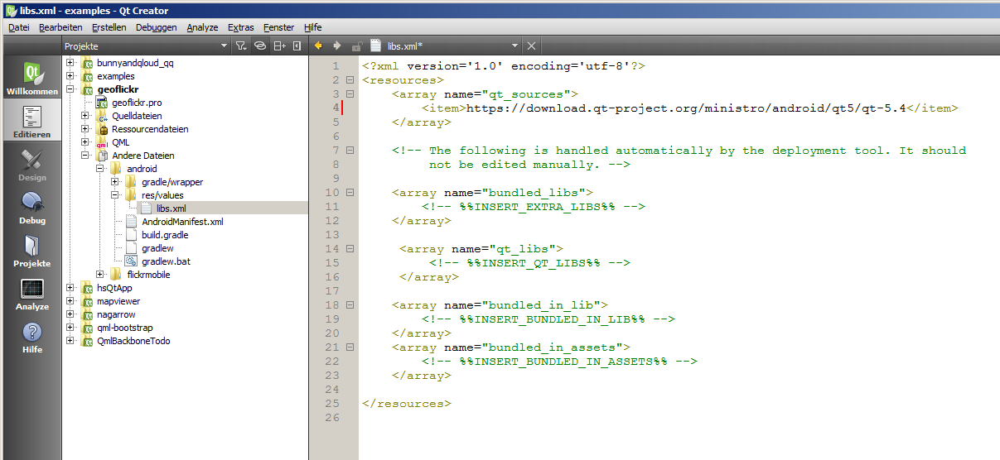 libs.xml - examples - Qt Creator
Datei Bearbeiten Erstellen Debuggen Analyze Extras Fenster Hilfe
Projekte
libs.xml*
Qt
Willkommen
Editieren
Design
Debug
Projekte
Analyze
Hilfe
bunnyandqloud_qq
examples
geoflickr
geoflickr.pro
Quelldateien
Ressourcendateien
QML
Andere Dateien
android
gradle/wrapper
res/values
libs.xml
AndroidManifest.xml
build.gradle
gradlew
gradlew.bat
flickrmobile
hsQtApp
mapviewer
nagarrow
qml-bootstrap
QmlBackboneTodo
1 <?xml version='1.0' encoding='utf-8'?>
2 <resources>
3 <array name="qt_sources">
4 <item>https://download.qt-project.org/ministro/android/qt5/qt-5.4</item>
5 </array>
6
7 <!-- The following is handled automatically by the deployment tool. It should
8 not be edited manually. -->
9
10 <array name="bundled_libs">
11 <!-- %%INSERT_EXTRA_LIBS%% -->
12 </array>
13
14 <array name="qt_libs">
15 <!-- %%INSERT_QT_LIBS%% -->
16 </array>
17
18 <array name="bundled_in_lib">
19 <!-- %%INSERT_BUNDLED_IN_LIB%% -->
20 </array>
21 <array name="bundled_in_assets">
22 <!-- %%INSERT_BUNDLED_IN_ASSETS%% -->
23 </array>
24
25 </resources>
26